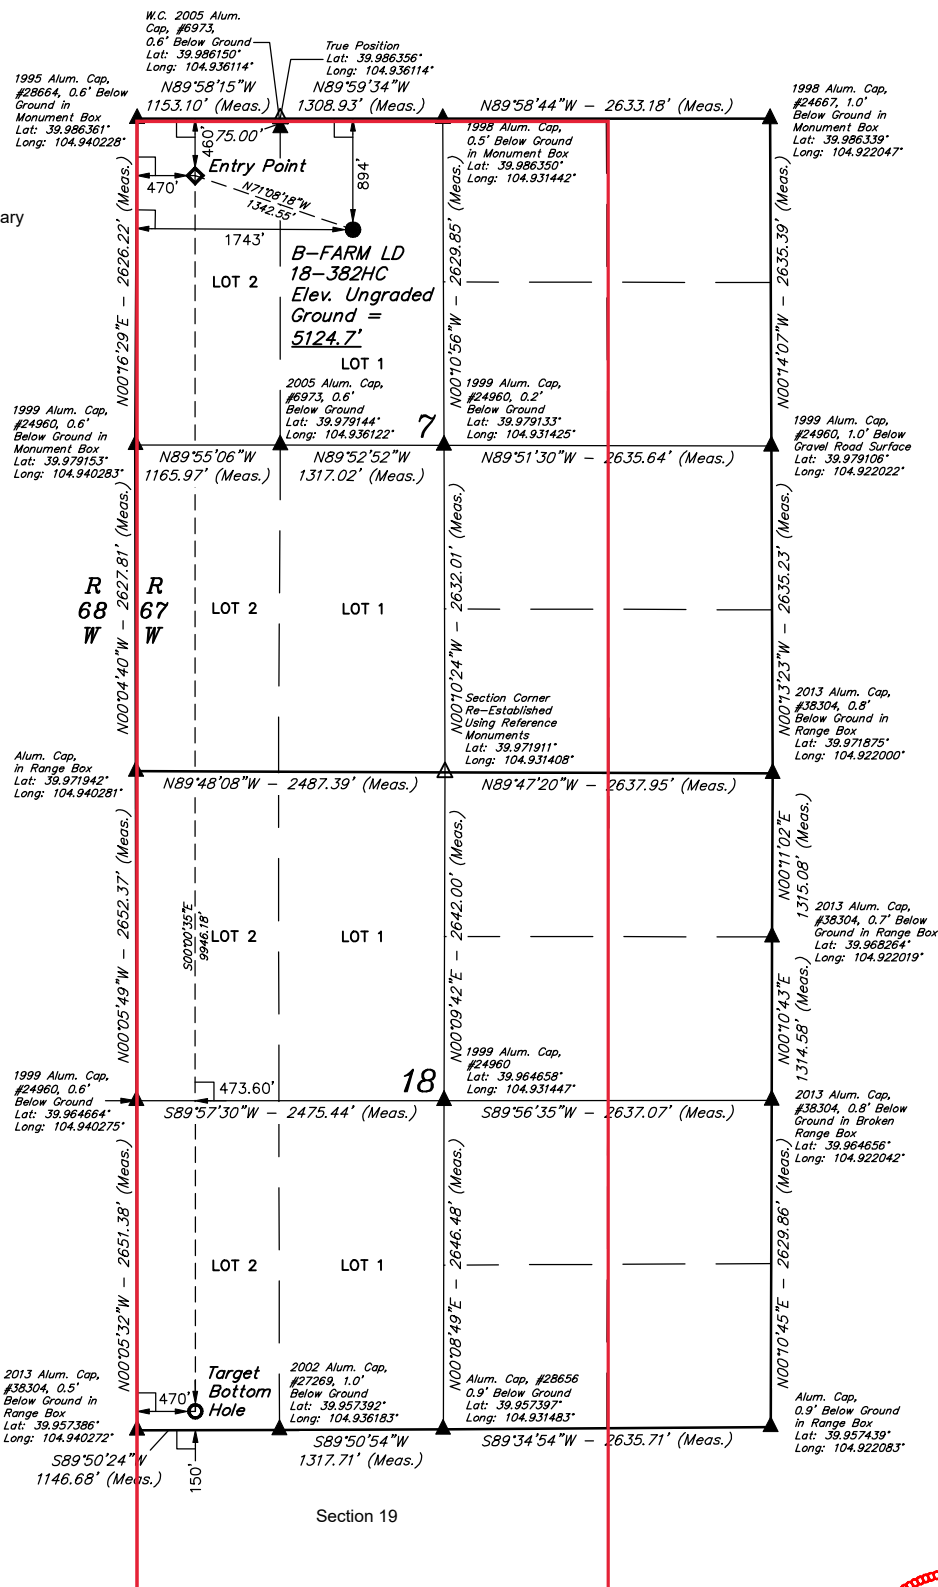 W.C. 2005 Alum.
Cap, #6973,
0.6' Below Ground
Lat: 39.986150°
Long: 104.936114°
True Position
Lat: 39.986356°
Long: 104.936114°
1995 Alum. Cap,
#28664, 0.6' Below
Ground in
Monument Box
Lat: 39.986361°
Long: 104.940228°
N89°58'15"W
1153.10' (Meas.)
N89°59'34"W
1308.93' (Meas.)
N89°58'44"W - 2633.18' (Meas.)
1998 Alum. Cap,
#24667, 1.0'
Below Ground in
Monument Box
Lat: 39.986339°
Long: 104.922047°
1998 Alum. Cap,
0.5' Below Ground
in Monument Box
Lat: 39.986350°
Long: 104.931442°
460'
75.00'
Entry Point
470'
894'
N71°08'18"W
1342.55'
1743'
ary
B-FARM LD
18-382HC
Elev. Ungraded
Ground =
5124.7'
LOT 2
LOT 1
N00°16'29"E - 2626.22' (Meas.)
N00°10'56"W - 2629.85' (Meas.)
N00°14'07"W - 2635.39' (Meas.)
1999 Alum. Cap,
#24960, 0.6'
Below Ground in
Monument Box
Lat: 39.979153°
Long: 104.940283°
2005 Alum. Cap,
#6973, 0.6'
Below Ground
Lat: 39.979144°
Long: 104.936122°
7
1999 Alum. Cap,
#24960, 0.2'
Below Ground
Lat: 39.979133°
Long: 104.931425°
1999 Alum. Cap,
#24960, 1.0' Below
Gravel Road Surface
Lat: 39.979106°
Long: 104.922022°
N89°55'06"W
1165.97' (Meas.)
N89°52'52"W
1317.02' (Meas.)
N89°51'30"W - 2635.64' (Meas.)
R
68
W
R
67
W
LOT 2
LOT 1
N00°04'40"W - 2627.81' (Meas.)
N00°10'24"W - 2632.01' (Meas.)
N00°13'23"W - 2635.23' (Meas.)
Section Corner
Re-Established
Using Reference
Monuments
Lat: 39.971911°
Long: 104.931408°
2013 Alum. Cap,
#38304, 0.8'
Below Ground in
Range Box
Lat: 39.971875°
Long: 104.922000°
Alum. Cap,
in Range Box
Lat: 39.971942°
Long: 104.940281°
N89°48'08"W - 2487.39' (Meas.)
N89°47'20"W - 2637.95' (Meas.)
N00°05'49"W - 2652.37' (Meas.)
S00°00'35"E
9946.18'
LOT 2
LOT 1
N00°09'42"E - 2642.00' (Meas.)
N00°11'02"E
1315.08' (Meas.)
2013 Alum. Cap,
#38304, 0.7' Below
Ground in Range Box
Lat: 39.968264°
Long: 104.922019°
N00°10'43"E
1314.58' (Meas.)
1999 Alum. Cap,
#24960, 0.6'
Below Ground
Lat: 39.964664°
Long: 104.940275°
473.60'
18
1999 Alum. Cap,
#24960
Lat: 39.964658°
Long: 104.931447°
2013 Alum. Cap,
#38304, 0.8' Below
Ground in Broken
Range Box
Lat: 39.964656°
Long: 104.922042°
S89°57'30"W - 2475.44' (Meas.)
S89°56'35"W - 2637.07' (Meas.)
N00°05'32"W - 2651.38' (Meas.)
LOT 2
LOT 1
N00°08'49"E - 2646.48' (Meas.)
N00°10'45"E - 2629.86' (Meas.)
2013 Alum. Cap,
#38304, 0.5'
Below Ground in
Range Box
Lat: 39.957386°
Long: 104.940272°
470'
Target
Bottom
Hole
2002 Alum. Cap,
#27269, 1.0'
Below Ground
Lat: 39.957392°
Long: 104.936183°
Alum. Cap, #28656
0.9' Below Ground
Lat: 39.957397°
Long: 104.931483°
Alum. Cap,
0.9' Below Ground
in Range Box
Lat: 39.957439°
Long: 104.922083°
S89°50'24"W
1146.68' (Meas.)
150'
S89°50'54"W
1317.71' (Meas.)
S89°34'54"W - 2635.71' (Meas.)
Section 19